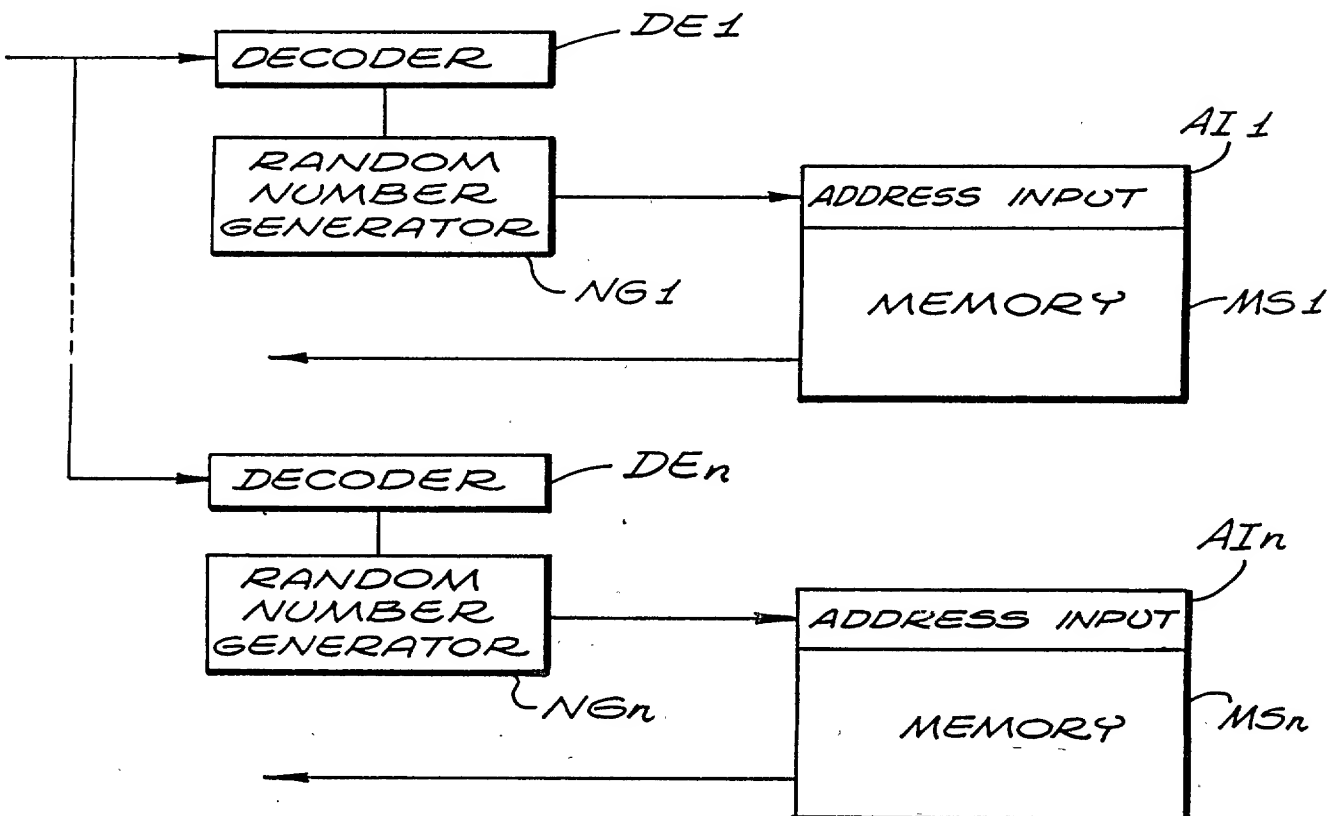 DE1
DECODER
RANDOM
NUMBER
GENERATOR
NG1
AI1
ADDRESS INPUT
MEMORY
MS1
DEn
DECODER
RANDOM
NUMBER
GENERATOR
NGn
AIn
ADDRESS INPUT
MEMORY
MSn